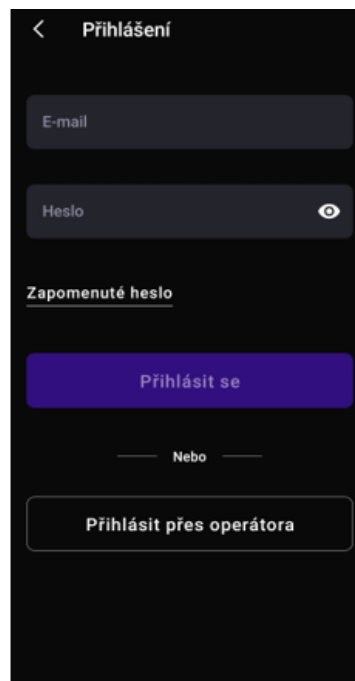 Přihlášení
E-mail
Heslo
Zapomenuté heslo
Přihlásit se
Nebo
Přihlásit přes operátora